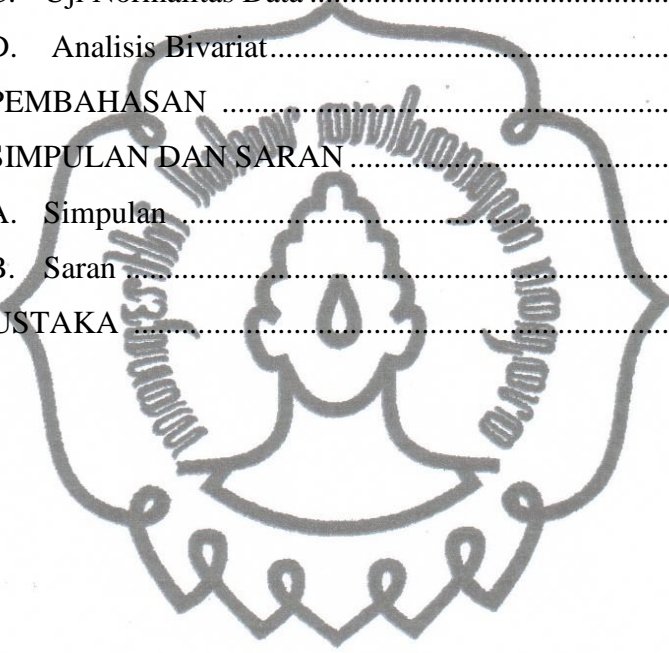 Uji Normalitas Data ..............................................
D. Analisis Bivariat..................................................
PEMBAHASAN ........................................................
SIMPULAN DAN SARAN ........................................
A. Simpulan .............................................................
B. Saran ....................................................................
USTAKA ...................................................................